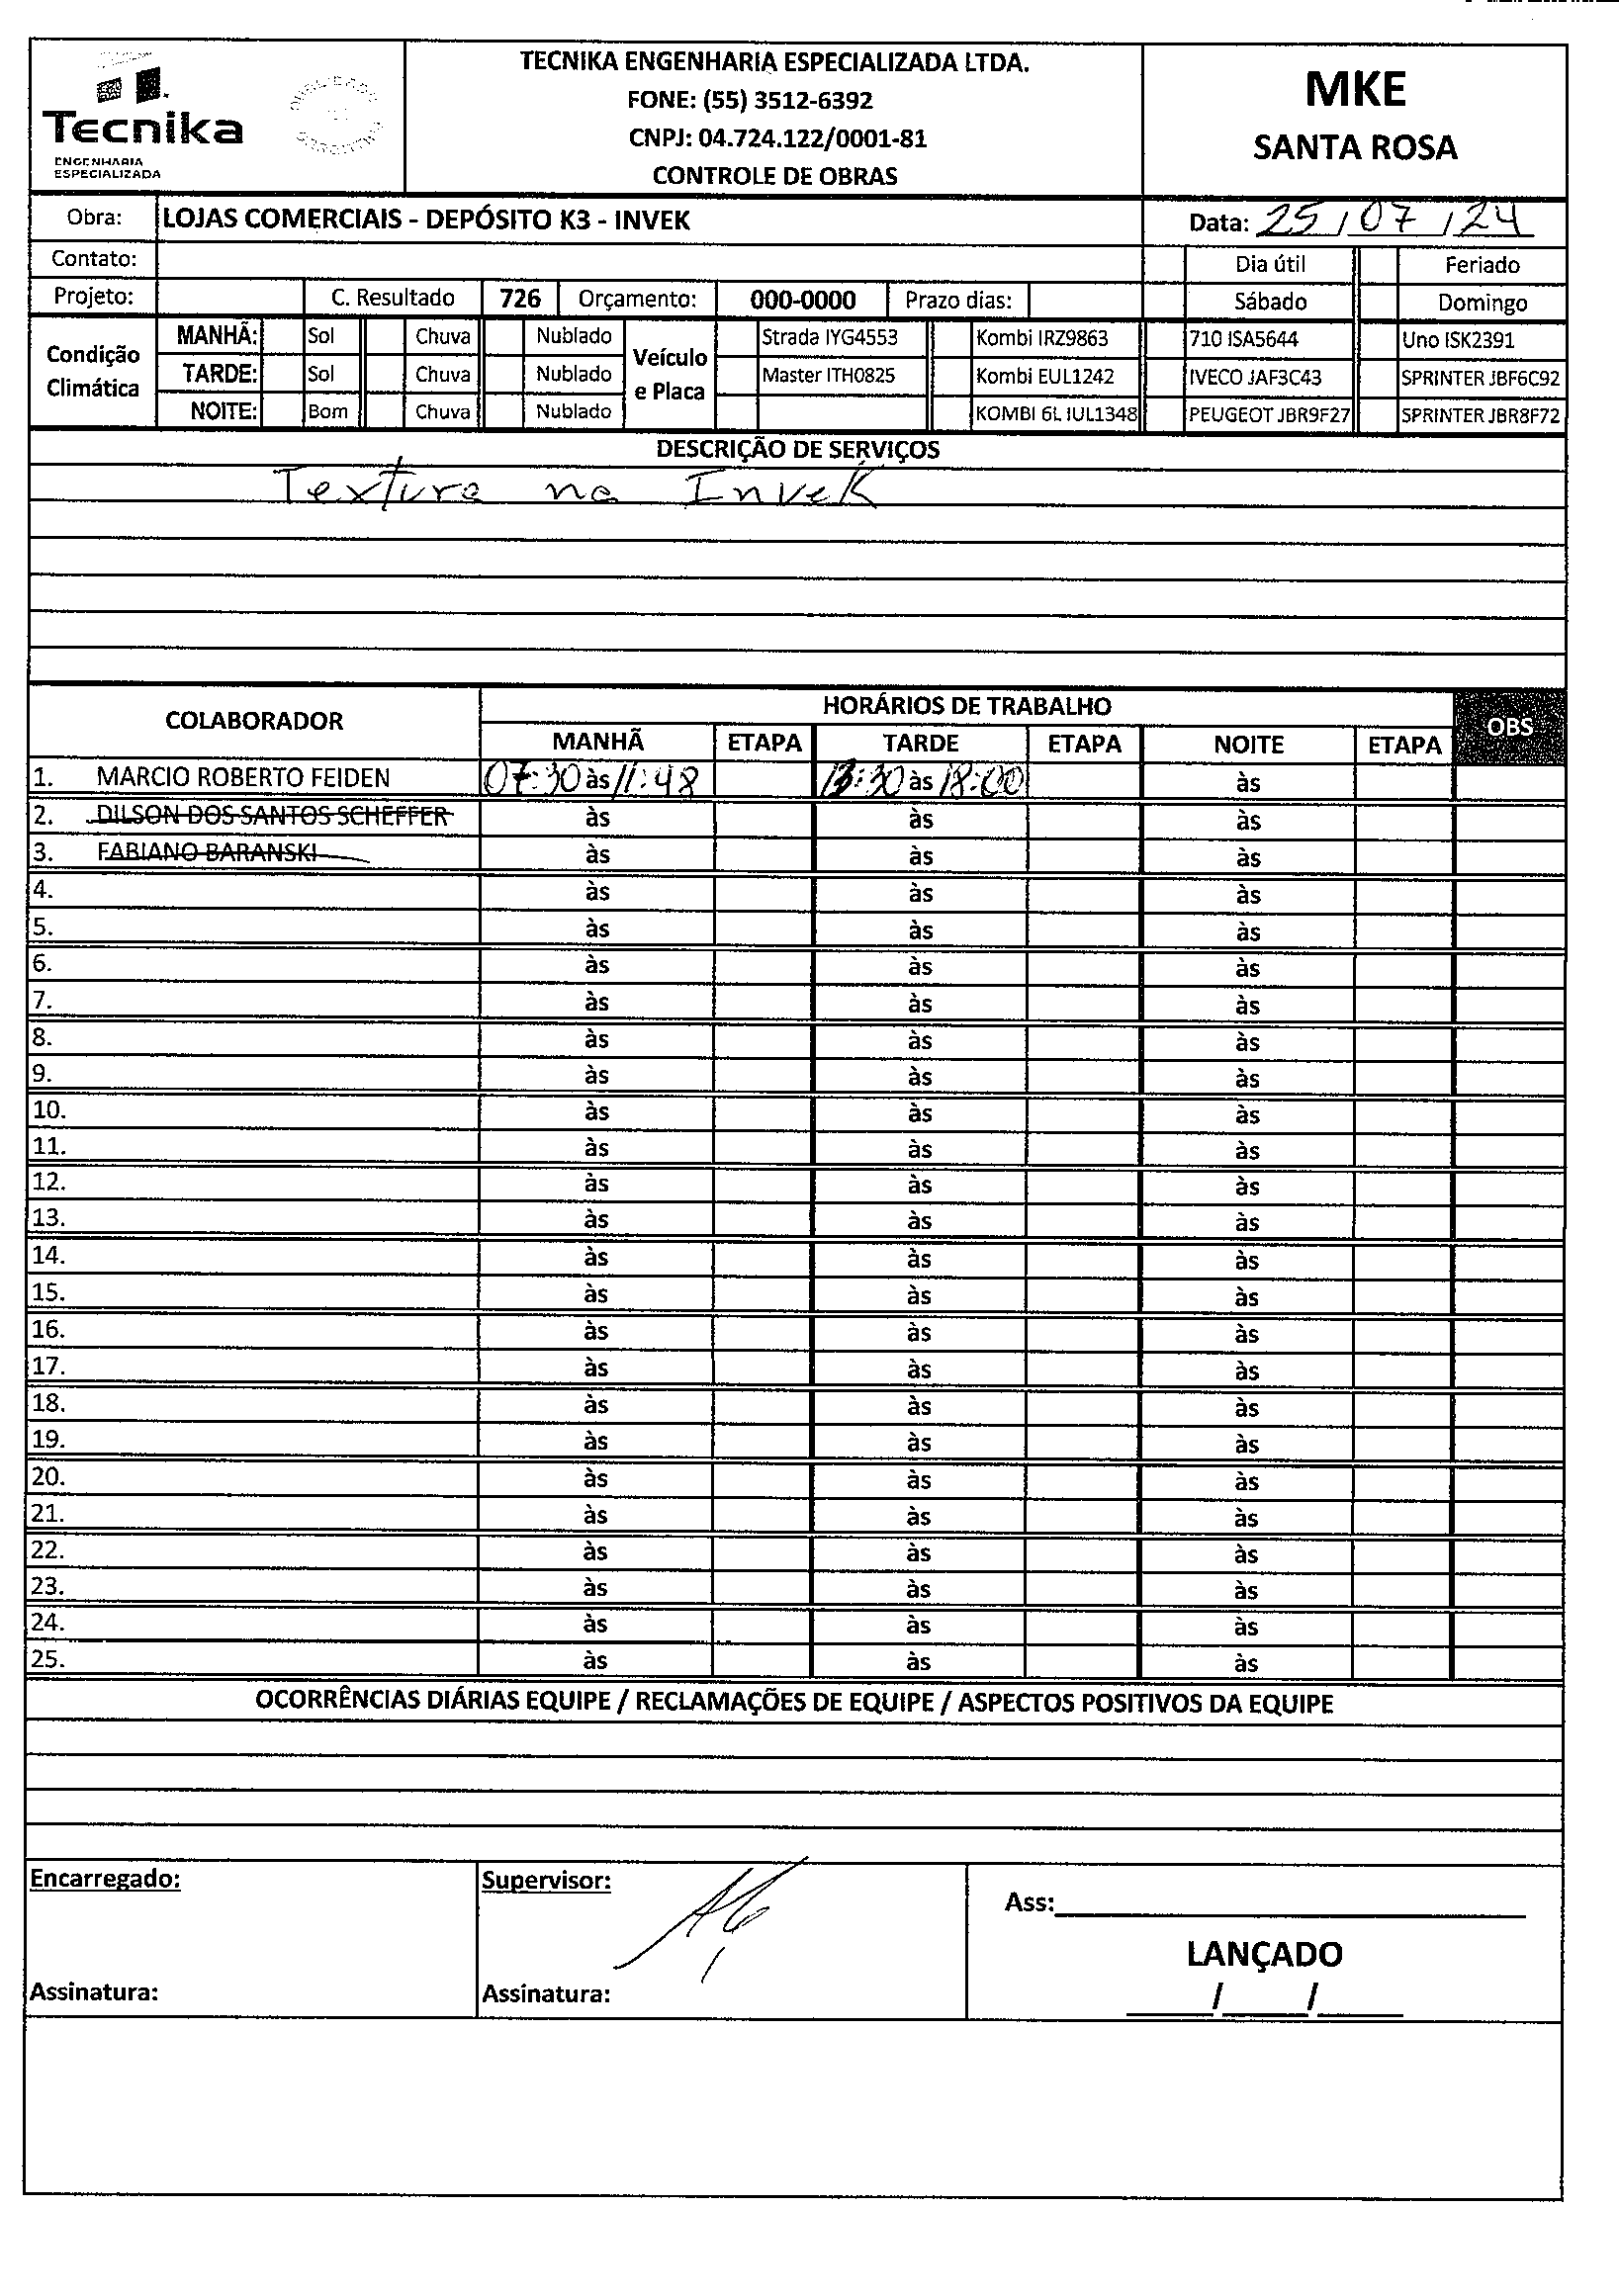 TECNIKA ENGENHARIA ESPECIALIZADA LTDA.
FONE: (55) 3512-6392
CNPJ: 04.724.122/0001-81
CONTROLE DE OBRAS
Tecnika
ENGENHARIA
ESPECIALIZADA
MKE
SANTA ROSA
Obra: LOJAS COMERCIAIS - DEPÓSITO K3 - INVEK Data: 25/07/24
Contato: Dia útil Feriado
Projeto: C. Resultado 726 Orçamento: 000-0000 Prazo dias: Sábado Domingo
Condição Climática
MANHÃ: Sol Chuva Nublado
TARDE: Sol Chuva Nublado
NOITE: Bom Chuva Nublado
Veículo e Placa
Strada IYG4553 Kombi IRZ9863 710 ISA5644 Uno ISK2391
Master ITH0825 Kombi EUL1242 IVECO JAF3C43 SPRINTER JBF6C92
KOMBI 6L IUL1348 PEUGEOT JBR9F27 SPRINTER JBR8F72
DESCRIÇÃO DE SERVIÇOS
Textura na Invek
COLABORADOR HORÁRIOS DE TRABALHO OBS
MANHÃ ETAPA TARDE ETAPA NOITE ETAPA
1. MARCIO ROBERTO FEIDEN 07:30 às 11:48 13:30 às 18:00 às
2. DILSON DOS SANTOS SCHEFFER às às às
3. FABIANO BARANSKI às às às
4. às às às
5. às às às
6. às às às
7. às às às
8. às às às
9. às às às
10. às às às
11. às às às
12. às às às
13. às às às
14. às às às
15. às às às
16. às às às
17. às às às
18. às às às
19. às às às
20. às às às
21. às às às
22. às às às
23. às às às
24. às às às
25. às às às
OCORRÊNCIAS DIÁRIAS EQUIPE / RECLAMAÇÕES DE EQUIPE / ASPECTOS POSITIVOS DA EQUIPE
Encarregado: Supervisor: Ass:
LANÇADO
Assinatura: Assinatura: / /